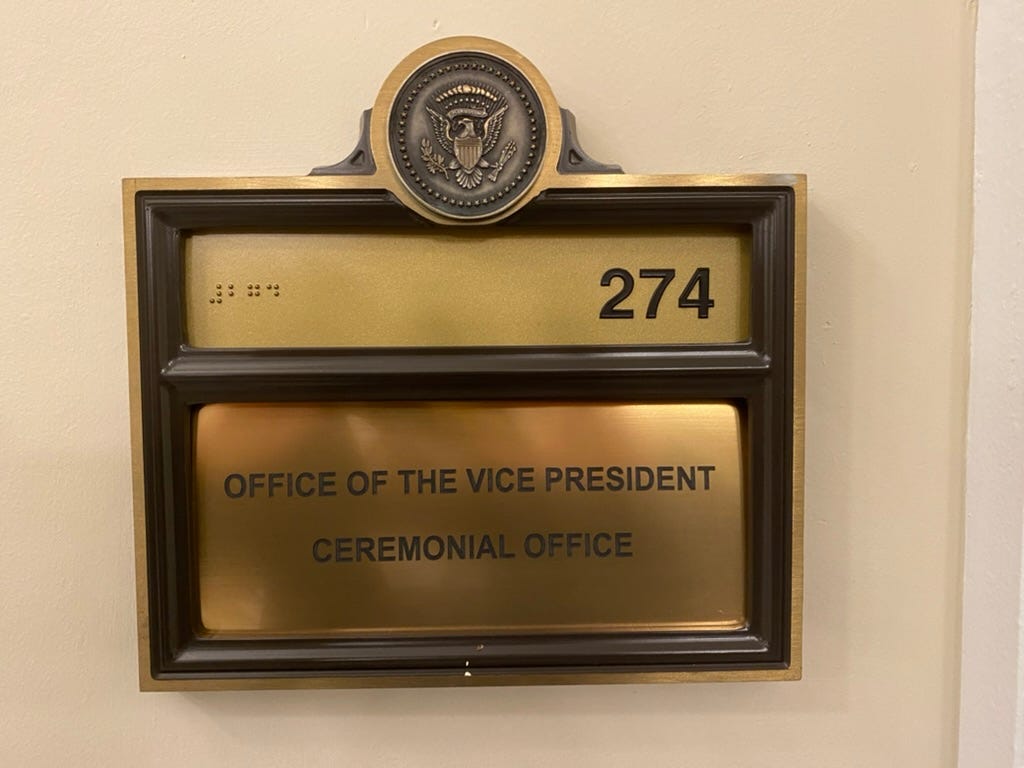 274
OFFICE OF THE VICE PRESIDENT
CEREMONIAL OFFICE